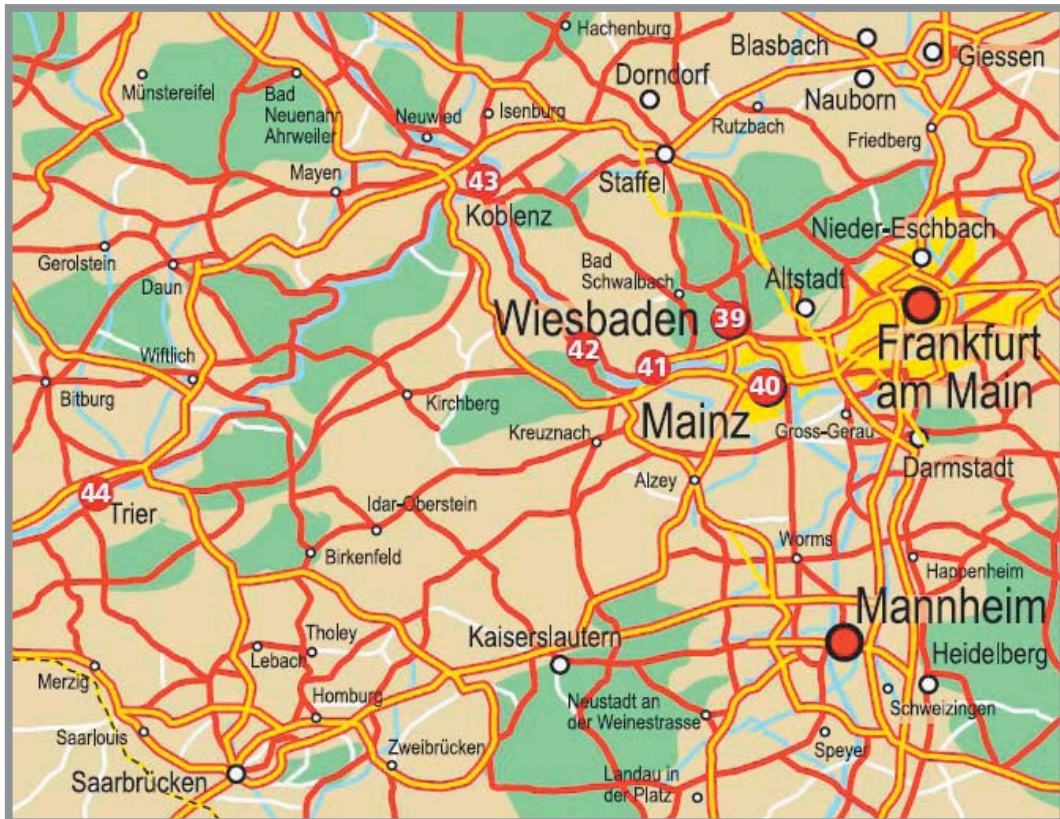 Hachenburg
Blasbach
Giessen
Münstereifel
Bad
Neuenahr
Ahrweiler
Neuwied
Isenburg
Dorndorf
Nauborn
Rutzbach
Friedberg
Mayen
43
Koblenz
Staffel
Nieder-Eschbach
Gerolstein
Daun
Bad
Schwalbach
Altstadt
Wiesbaden
39
Frankfurt
am Main
42
41
40
Wiftlich
Bitburg
Kirchberg
Mainz
Kreuznach
Gross-Gerau
Darmstadt
44
Trier
Idar-Oberstein
Alzey
Birkenfeld
Worms
Happenheim
Mannheim
Tholey
Lebach
Kaiserslautern
Heidelberg
Merzig
Homburg
Neustadt an
der Weinestrasse
Schweizingen
Saarlouis
Zweibrücken
Speyer
Saarbrücken
Landau in
der Platz